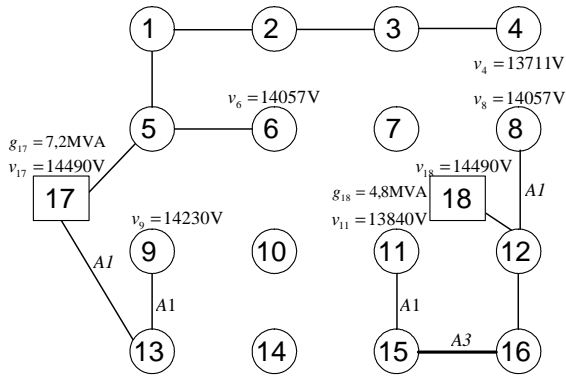 1 2 3 4
v₄ = 13711V
v₆ = 14057V
v₈ = 14057V
5 6 7 8
g₁₇ = 7,2MVA
v₁₇ = 14490V
v₁₈ = 14490V
17
g₁₈ = 4,8MVA
18
A1
v₉ = 14230V
v₁₁ = 13840V
9 10 11 12
A1
A1
A1
A3
13 14 15 16